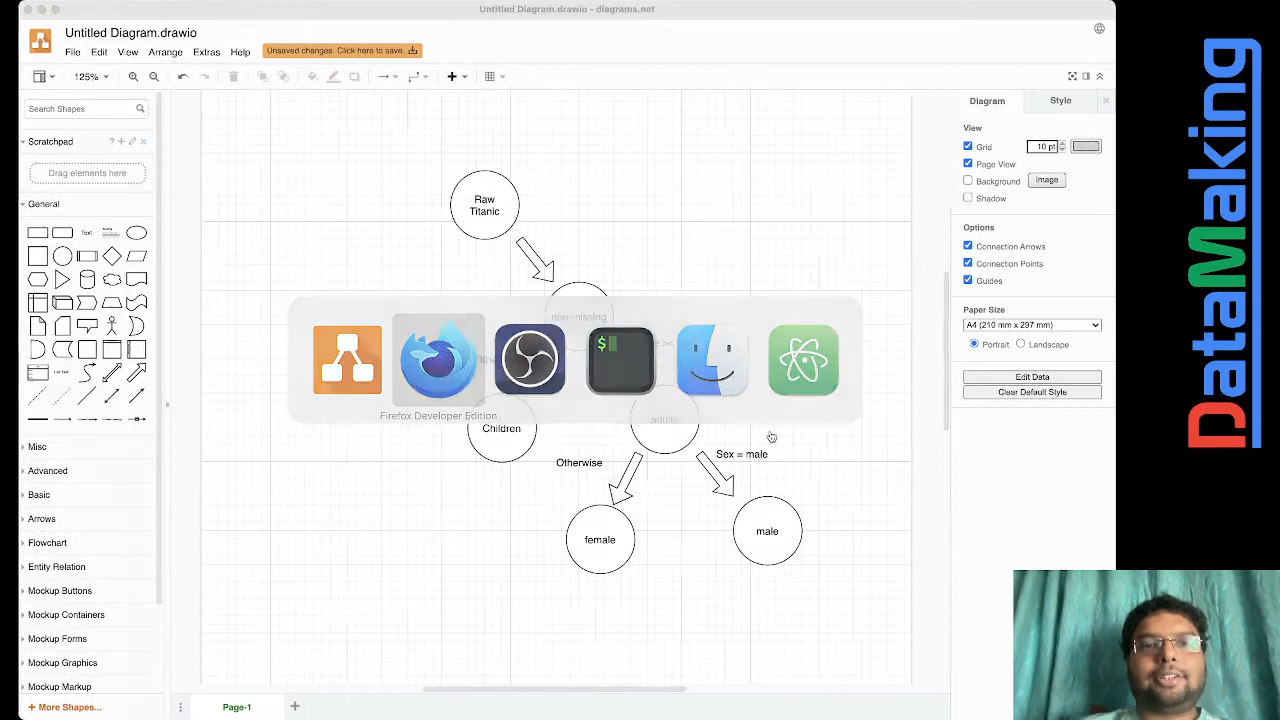 Untitled Diagram.drawio - diagrams.net
Untitled Diagram.drawio
File Edit View Arrange Extras Help
Unsaved changes. Click here to save.
125%
Search Shapes
Scratchpad
?
Drag elements here
General
Text
Misc
Advanced
Basic
Arrows
Flowchart
Entity Relation
Mockup Buttons
Mockup Containers
Mockup Forms
Mockup Graphics
Mockup Markup
+ More Shapes...
Raw
Titanic
non-missing
$
Firefox Developer Edition
Children
adults
Otherwise
Sex = male
female
male
Page-1
Diagram Style
View
Grid
10 pt
Page View
Background
Image
Shadow
Options
Connection Arrows
Connection Points
Guides
Paper Size
A4 (210 mm x 297 mm)
Portrait Landscape
Edit Data
Clear Default Style
DataMaking